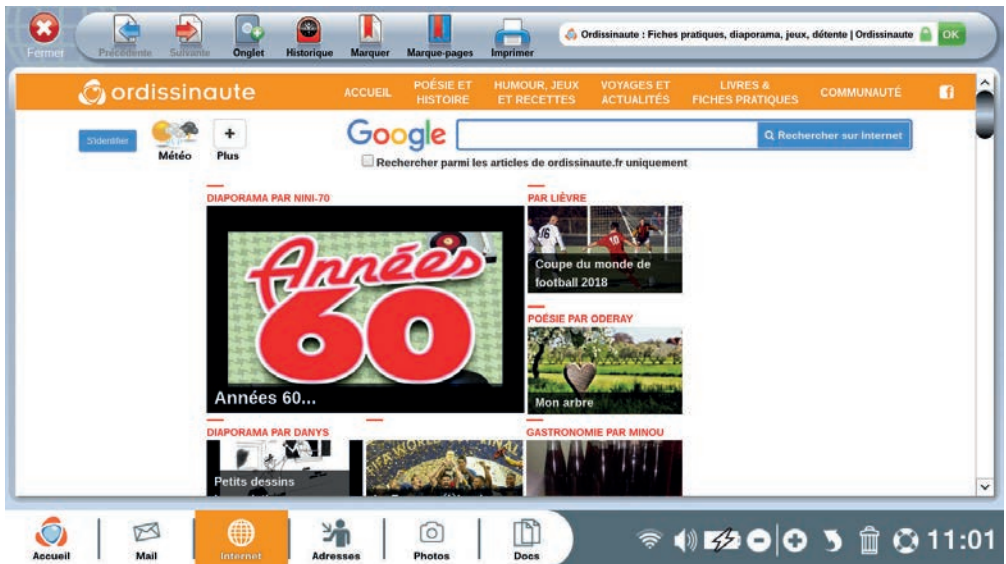 Fermer
Précédente
Suivante
Onglet
Historique
Marquer
Marque-pages
Imprimer
Ordissinaute : Fiches pratiques, diaporama, jeux, détente | Ordissinaute
OK
ordissinaute
ACCUEIL
POÉSIE ET
HISTOIRE
HUMOUR, JEUX
ET RECETTES
VOYAGES ET
ACTUALITÉS
LIVRES &
FICHES PRATIQUES
COMMUNAUTÉ
f
S'identifier
Météo
+
Plus
Google
Rechercher sur Internet
Rechercher parmi les articles de ordissinaute.fr uniquement
DIAPORAMA PAR NINI-70
Années
60
Années 60...
PAR LIÈVRE
16
10
Coupe du monde de
football 2018
POÉSIE PAR ODERAY
Mon arbre
DIAPORAMA PAR DANYS
Petits dessins
FIFA WORLD
GASTRONOMIE PAR MINOU
Accueil
Mail
Internet
Adresses
Photos
Docs
11:01